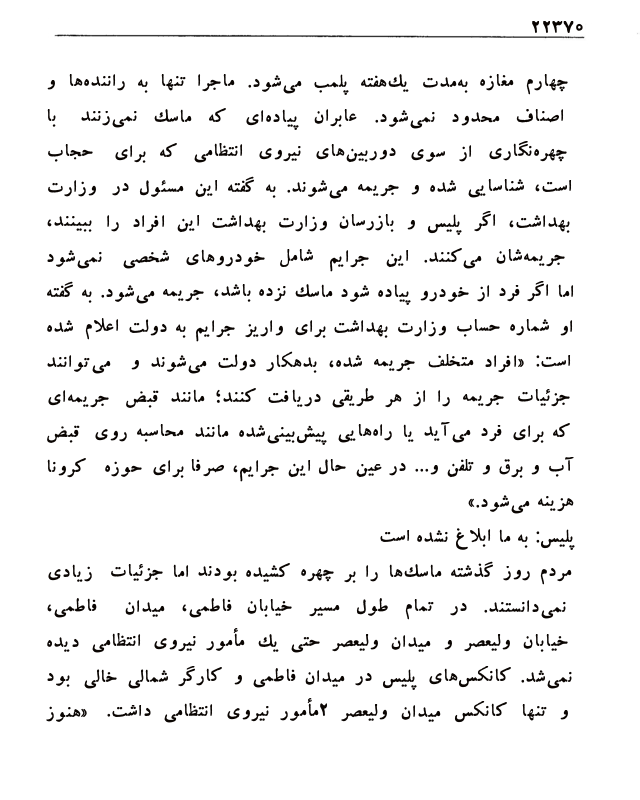 ۲۲۳۷۰
چهارم مغازه به‌مدت یك‌هفته پلمب می‌شود. ماجرا تنها به راننده‌ها و
اصناف محدود نمی‌شود. عابران پیاده‌ای که ماسك نمی‌زنند با
چهره‌نگاری از سوی دوربین‌های نیروی انتظامی که برای حجاب
است، شناسایی شده و جریمه می‌شوند. به گفته این مسئول در وزارت
بهداشت، اگر پلیس و بازرسان وزارت بهداشت این افراد را ببینند،
جریمه‌شان می‌کنند. این جرایم شامل خودروهای شخصی نمی‌شود
اما اگر فرد از خودرو پیاده شود ماسك نزده باشد، جریمه می‌شود. به گفته
او شماره حساب وزارت بهداشت برای واریز جرایم به دولت اعلام شده
است: «افراد متخلف جریمه شده، بدهکار دولت می‌شوند و می‌توانند
جزئیات جریمه را از هر طریقی دریافت کنند؛ مانند قبض جریمه‌ای
که برای فرد می‌آید یا راه‌هایی پیش‌بینی‌شده مانند محاسبه روی قبض
آب و برق و تلفن و... در عین حال این جرایم، صرفا برای حوزه کرونا
هزینه می‌شود.»
پلیس: به ما ابلاغ نشده است
مردم روز گذشته ماسك‌ها را بر چهره کشیده بودند اما جزئیات زیادی
نمی‌دانستند. در تمام طول مسیر خیابان فاطمی، میدان فاطمی،
خیابان ولیعصر و میدان ولیعصر حتی یك مأمور نیروی انتظامی دیده
نمی‌شد. کانکس‌های پلیس در میدان فاطمی و کارگر شمالی خالی بود
و تنها کانکس میدان ولیعصر ۲مأمور نیروی انتظامی داشت. «هنوز